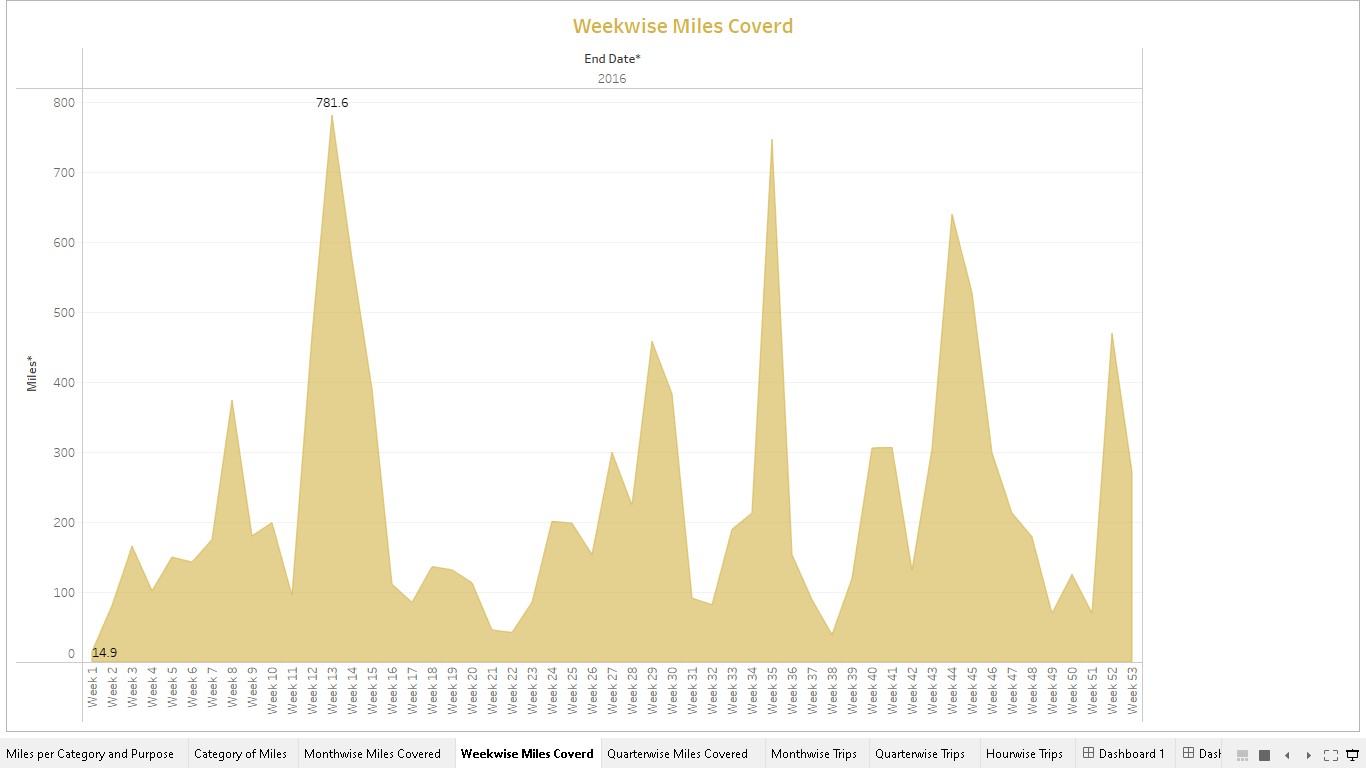 Weekwise Miles Coverd
End Date*
2016
800
781.6
700
600
500
400
Miles*
300
200
100
0
14.9
Week 1
Week 2
Week 3
Week 4
Week 5
Week 6
Week 7
Week 8
Week 9
Week 10
Week 11
Week 12
Week 13
Week 14
Week 15
Week 16
Week 17
Week 18
Week 19
Week 20
Week 21
Week 22
Week 23
Week 24
Week 25
Week 26
Week 27
Week 28
Week 29
Week 30
Week 31
Week 32
Week 33
Week 34
Week 35
Week 36
Week 37
Week 38
Week 39
Week 40
Week 41
Week 42
Week 43
Week 44
Week 45
Week 46
Week 47
Week 48
Week 49
Week 50
Week 51
Week 52
Week 53
Miles per Category and Purpose Category of Miles Monthwise Miles Covered Weekwise Miles Coverd Quarterwise Miles Covered Monthwise Trips Quarterwise Trips Hourwise Trips Dashboard 1 Dash